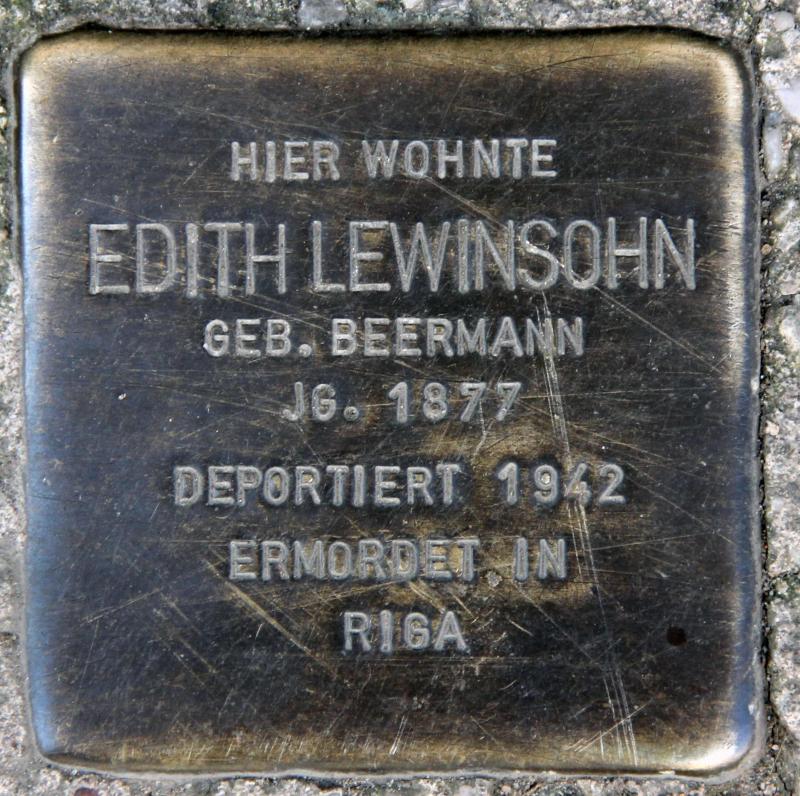 HIER WOHNTE
EDITH LEWINSOHN
GEB. BEERMANN
JG. 1877
DEPORTIERT 1942
ERMORDET IN
RIGA